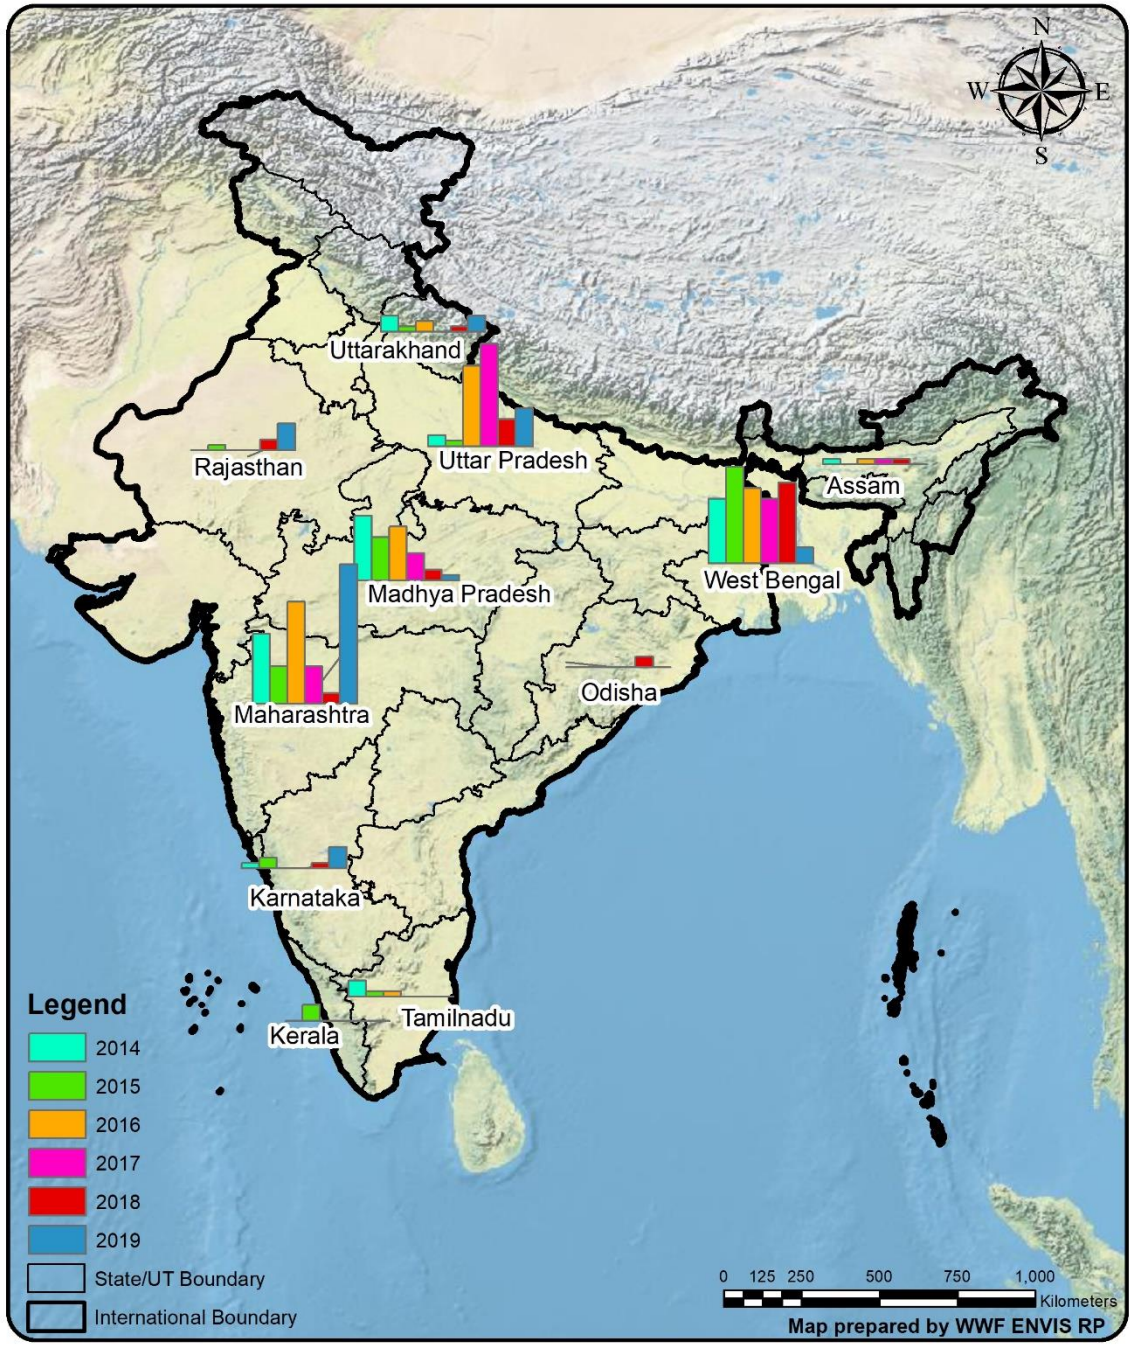 N
W E
S
Uttarakhand
Rajasthan
Uttar Pradesh
Assam
West Bengal
Madhya Pradesh
Odisha
Maharashtra
Karnataka
Tamilnadu
Kerala
Legend
2014
2015
2016
2017
2018
2019
State/UT Boundary
International Boundary
0 125 250 500 750 1,000
Kilometers
Map prepared by WWF ENVIS RP